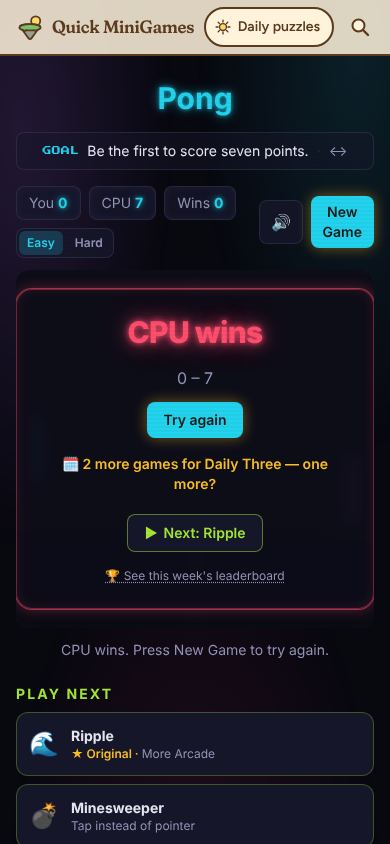 Quick MiniGames
Daily puzzles
Pong
GOAL Be the first to score seven points. · ↔
You 0
CPU 7
Wins 0
New
Game
Easy
Hard
CPU wins
0 – 7
Try again
2 more games for Daily Three — one
more?
▶ Next: Ripple
🏆 See this week's leaderboard
CPU wins. Press New Game to try again.
PLAY NEXT
Ripple
★ Original · More Arcade
Minesweeper
Tap instead of pointer